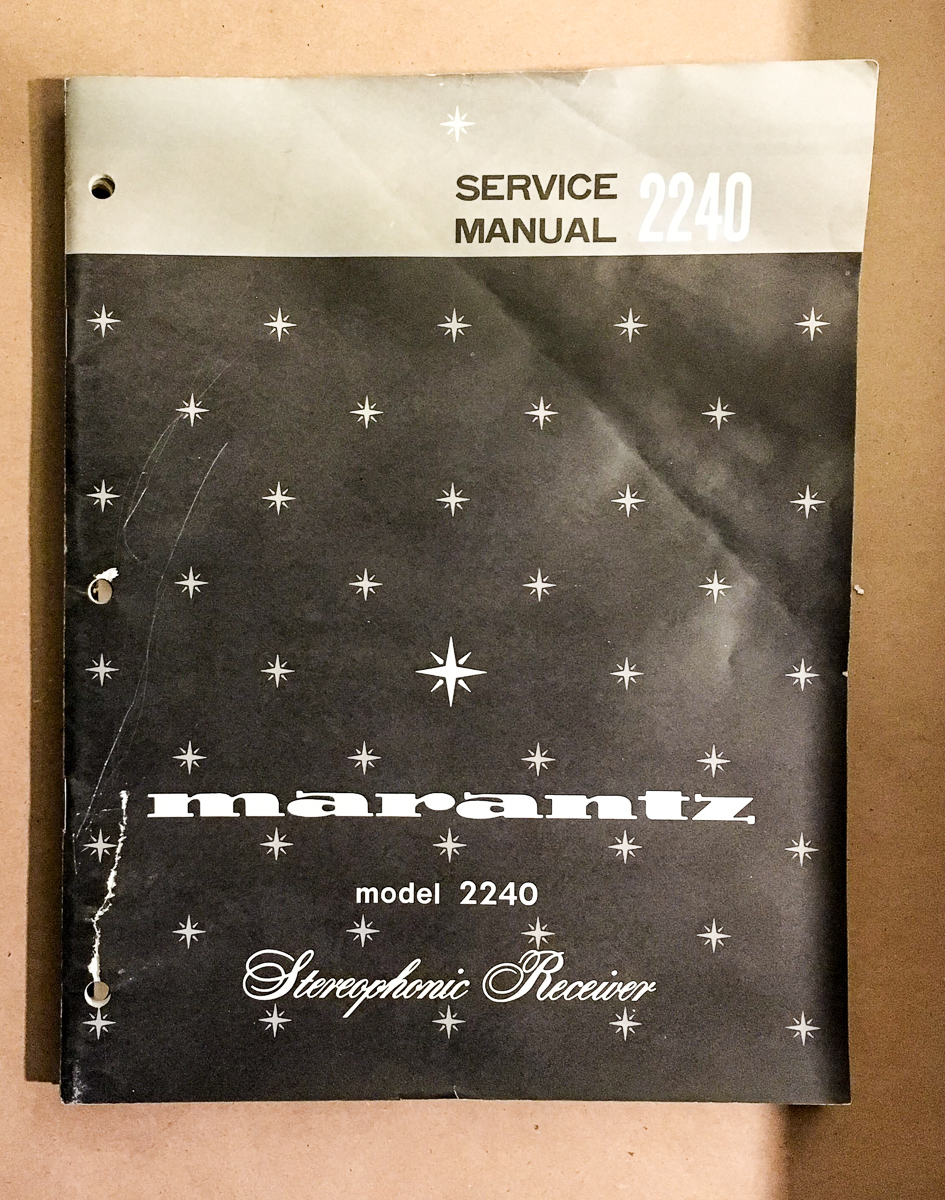 SERVICE
MANUAL 2240
marantz
model 2240
Stereophonic Receiver